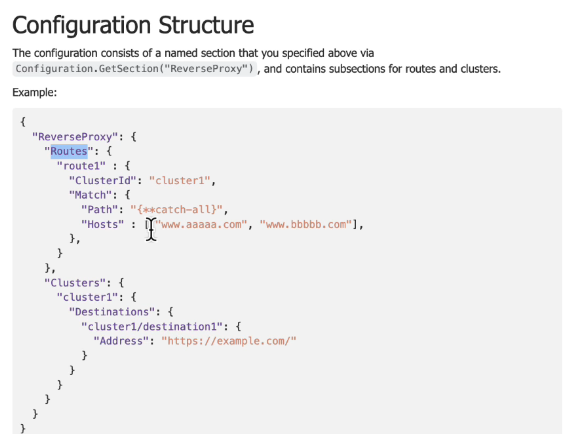 Configuration Structure
The configuration consists of a named section that you specified above via
Configuration.GetSection("ReverseProxy"), and contains subsections for routes and clusters.
Example:
{
  "ReverseProxy": {
    "Routes": {
      "route1" : {
        "ClusterId": "cluster1",
        "Match": {
          "Path": "{**catch-all}",
          "Hosts" : ["www.aaaaa.com", "www.bbbbb.com"],
        },
      }
    },
    "Clusters": {
      "cluster1": {
        "Destinations": {
          "cluster1/destination1": {
            "Address": "https://example.com/"
          }
        }
      }
    }
  }
}